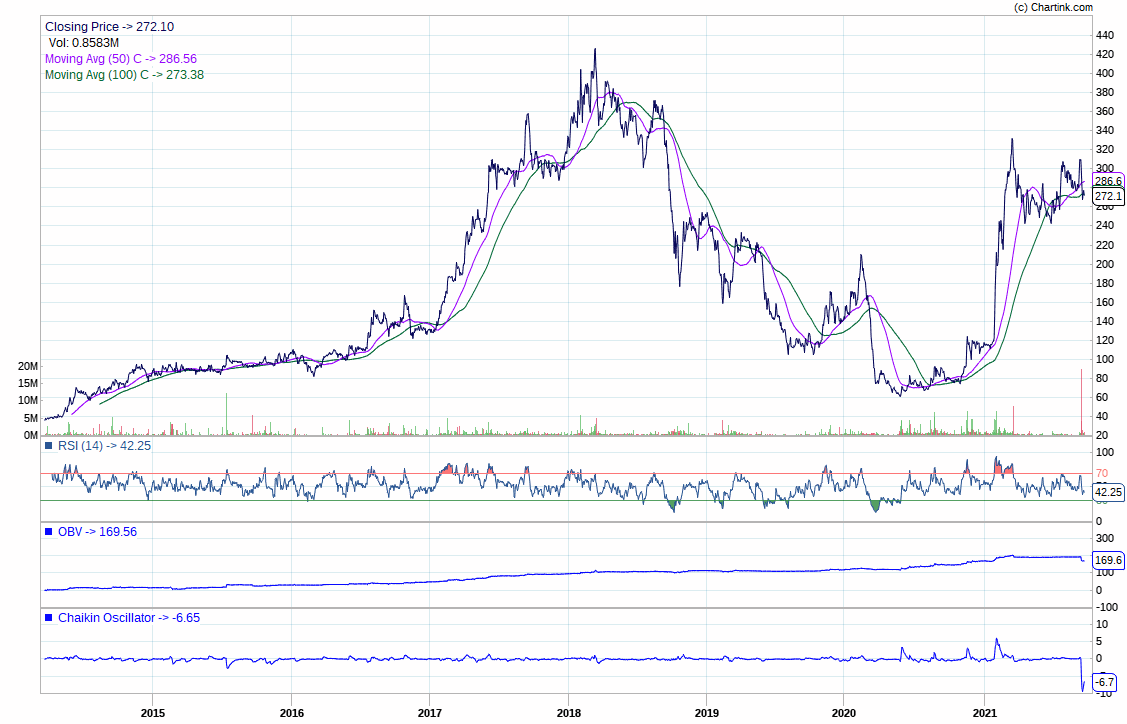 (c) Chartink.com
Closing Price -> 272.10
Vol: 0.8583M
Moving Avg (50) C -> 286.56
Moving Avg (100) C -> 273.38
440
420
400
380
360
340
320
300
286.6
272.1
260
240
220
200
180
160
140
120
100
80
60
40
20
20M
15M
10M
5M
0M
RSI (14) -> 42.25
100
70
42.25
0
OBV -> 169.56
300
169.6
100
0
-100
Chaikin Oscillator -> -6.65
10
5
0
-6.7
-10
2015 2016 2017 2018 2019 2020 2021